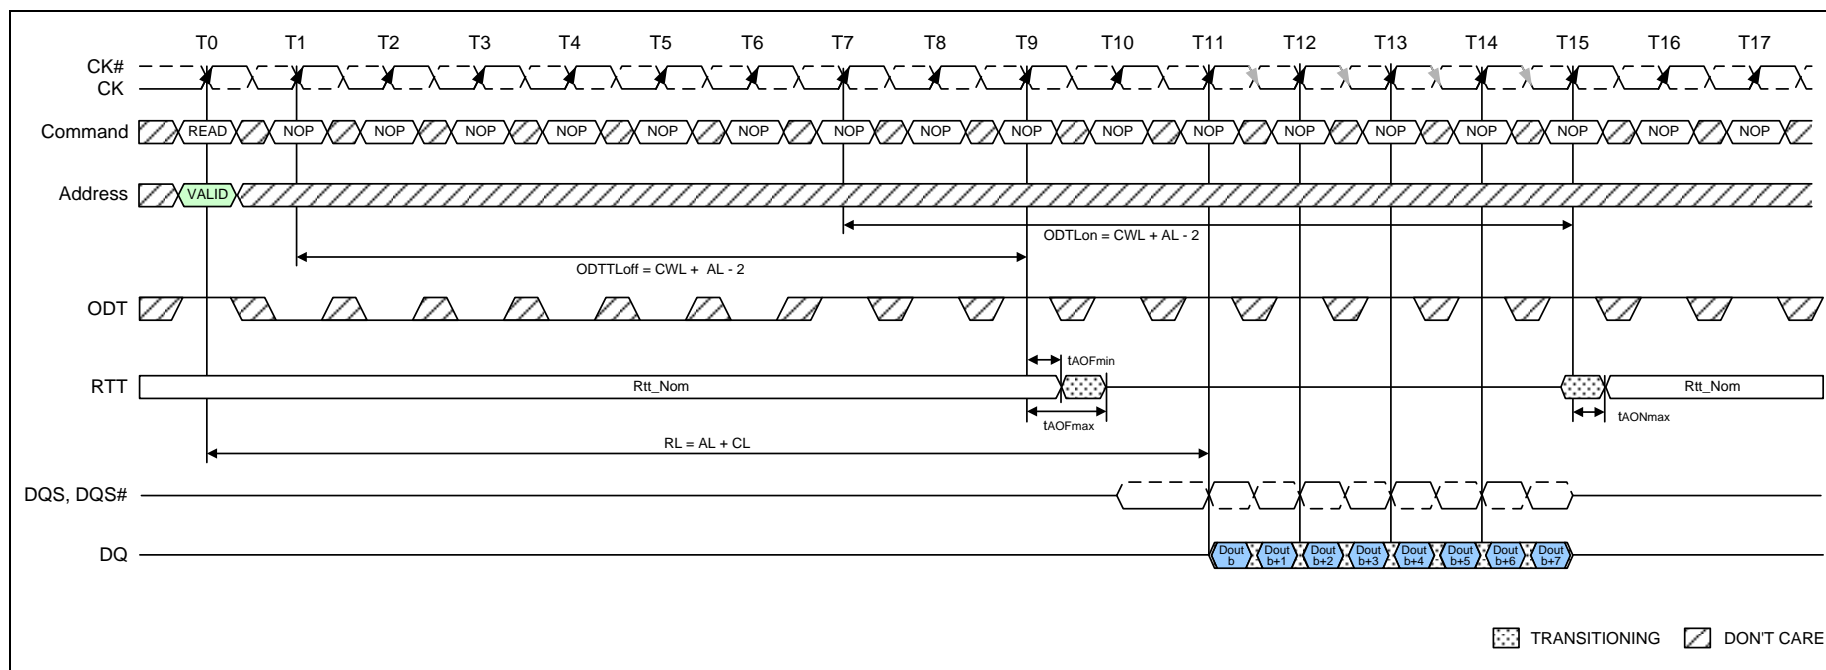 T0 T1 T2 T3 T4 T5 T6 T7 T8 T9 T10 T11 T12 T13 T14 T15 T16 T17
CK#
CK
Command READ NOP NOP NOP NOP NOP NOP NOP NOP NOP NOP NOP NOP NOP NOP NOP NOP NOP
Address VALID
ODTLon = CWL + AL - 2
ODTTLoff = CWL + AL - 2
ODT
tAOFmin
RTT Rtt_Nom Rtt_Nom
tAOFmax tAONmax
RL = AL + CL
DQS, DQS#
DQ Dout b Dout b+1 Dout b+2 Dout b+3 Dout b+4 Dout b+5 Dout b+6 Dout b+7
TRANSITIONING DON'T CARE